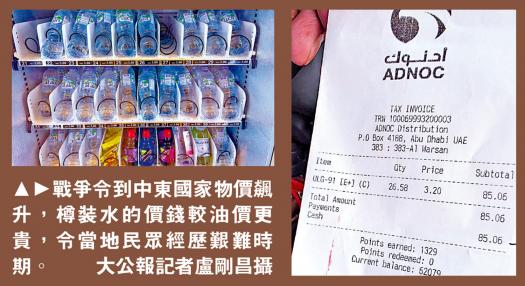 ▲▶戰爭令到中東國家物價飆
升，樽裝水的價錢較油價更
貴，令當地民眾經歷艱難時
期。 大公報記者盧剛昌攝
أدنوك
ADNOC
TAX INVOICE
TRN 100069993200003
ADNOC Distribution
P.O Box 4188, Abu Dhabi UAE
383 : 383-Al Warsan
Item Qty Price Subtotal
ULG-91 [E+] (C) 26.58 3.20 85.06
Total Amount 85.06
Payments
Cash 85.06
Points earned: 1329
Points redeemed: 0
Current balance: 52079